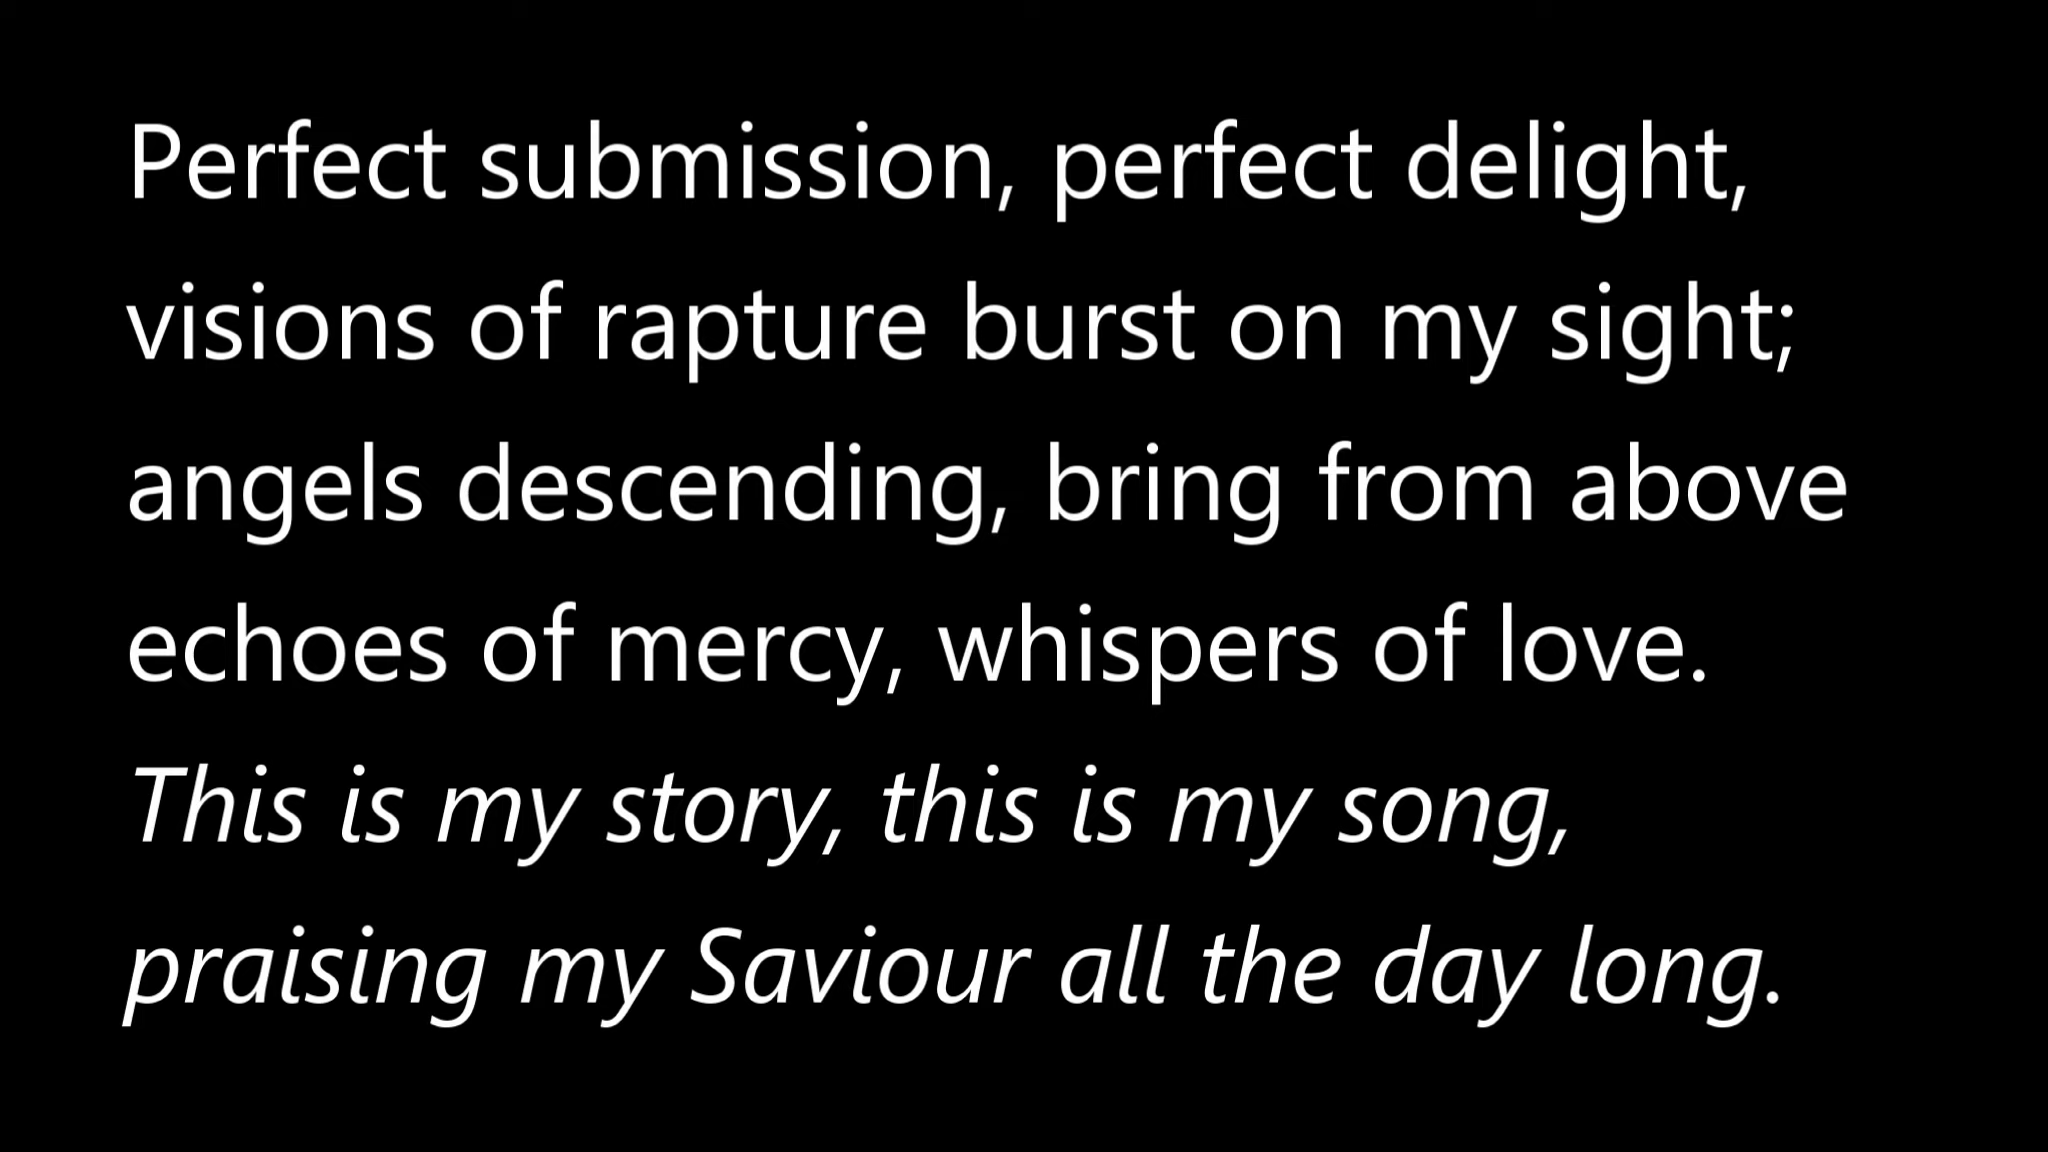 Perfect submission, perfect delight,
visions of rapture burst on my sight;
angels descending, bring from above
echoes of mercy, whispers of love.
This is my story, this is my song,
praising my Saviour all the day long.